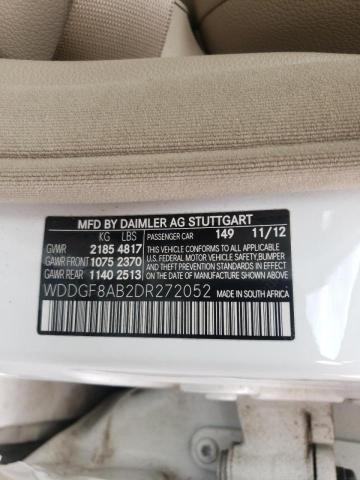 MFD BY DAIMLER AG STUTTGART
KG LBS PASSENGER CAR 149 11/12
GVWR 2185 4817 THIS VEHICLE CONFORMS TO ALL APPLICABLE
GAWR FRONT 1075 2370 U.S. FEDERAL MOTOR VEHICLE SAFETY,BUMPER
GAWR REAR 1140 2513 AND THEFT PREVENTION STANDARDS IN EFFECT
ON THE DATE OF MANUFACTURE SHOWN ABOVE.
WDDGF8AB2DR272052 MADE IN SOUTH AFRICA